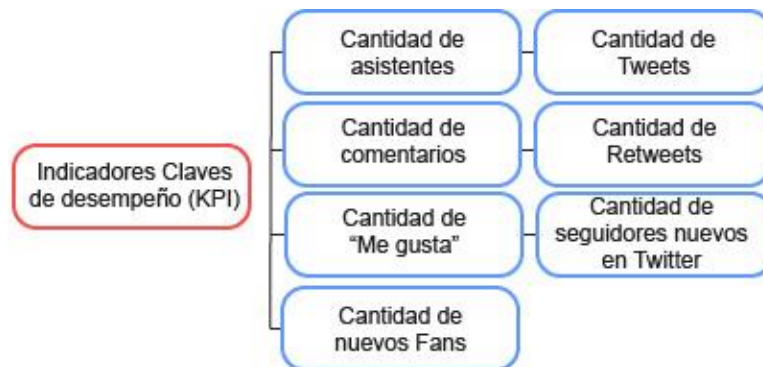 Indicadores Claves
de desempeño (KPI)
Cantidad de
asistentes
Cantidad de
Tweets
Cantidad de
comentarios
Cantidad de
Retweets
Cantidad de
“Me gusta”
Cantidad de
seguidores nuevos
en Twitter
Cantidad de
nuevos Fans